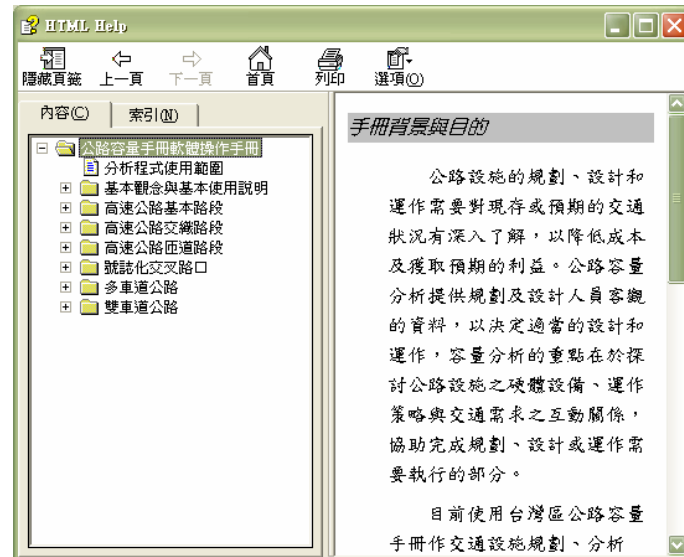 HTML Help
隱藏頁籤 上一頁 下一頁 首頁 列印 選項(O)
內容(C) 索引(N)
公路容量手冊軟體操作手冊
分析程式使用範圍
基本觀念與基本使用說明
高速公路基本路段
高速公路交織路段
高速公路匝道路段
號誌化交叉路口
多車道公路
雙車道公路
手冊背景與目的
公路設施的規劃、設計和
運作需要對現存或預期的交通
狀況有深入了解，以降低成本
及獲取預期的利益。公路容量
分析提供規劃及設計人員客觀
的資料，以決定適當的設計和
運作，容量分析的重點在於探
討公路設施之硬體設備、運作
策略與交通需求之互動關係，
協助完成規劃、設計或運作需
要執行的部分。
目前使用台灣區公路容量
手冊作交通設施規劃、分析